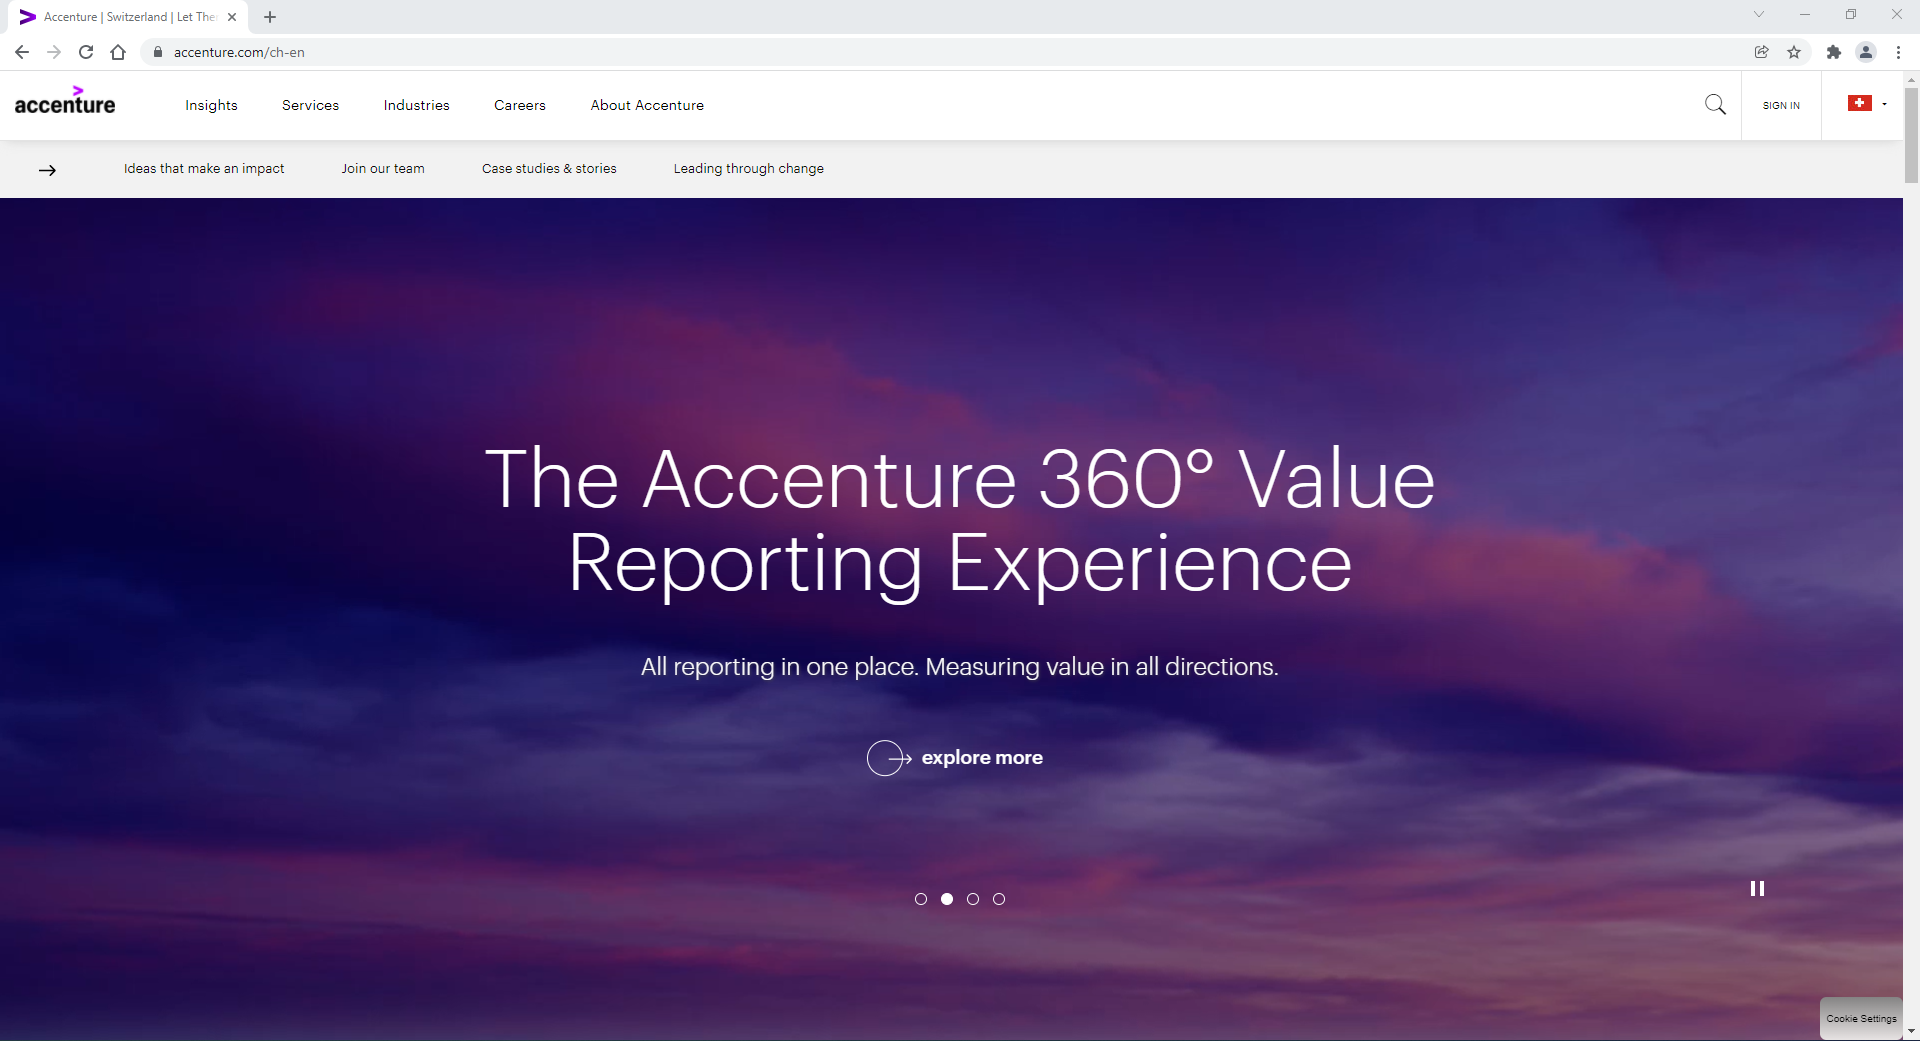 Accenture | Switzerland | Let Ther
accenture.com/ch-en
accenture
Insights
Services
Industries
Careers
About Accenture
SIGN IN
Ideas that make an impact
Join our team
Case studies & stories
Leading through change
The Accenture 360° Value
Reporting Experience
All reporting in one place. Measuring value in all directions.
explore more
Cookie Settings